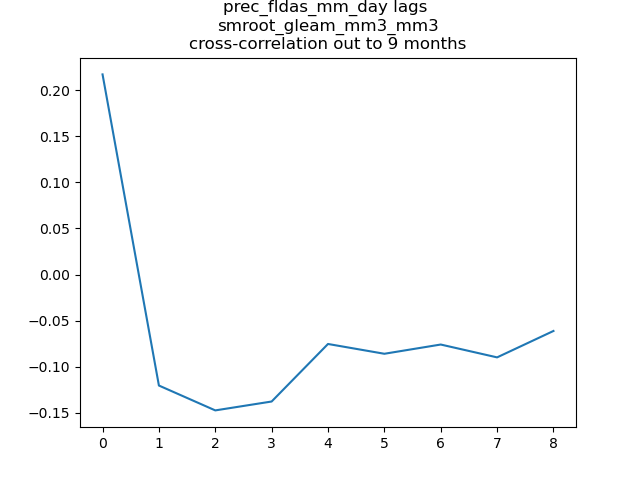 prec_fldas_mm_day lags
smroot_gleam_mm3_mm3
cross-correlation out to 9 months
0.20
0.15
0.10
0.05
0.00
−0.05
−0.10
−0.15
0 1 2 3 4 5 6 7 8